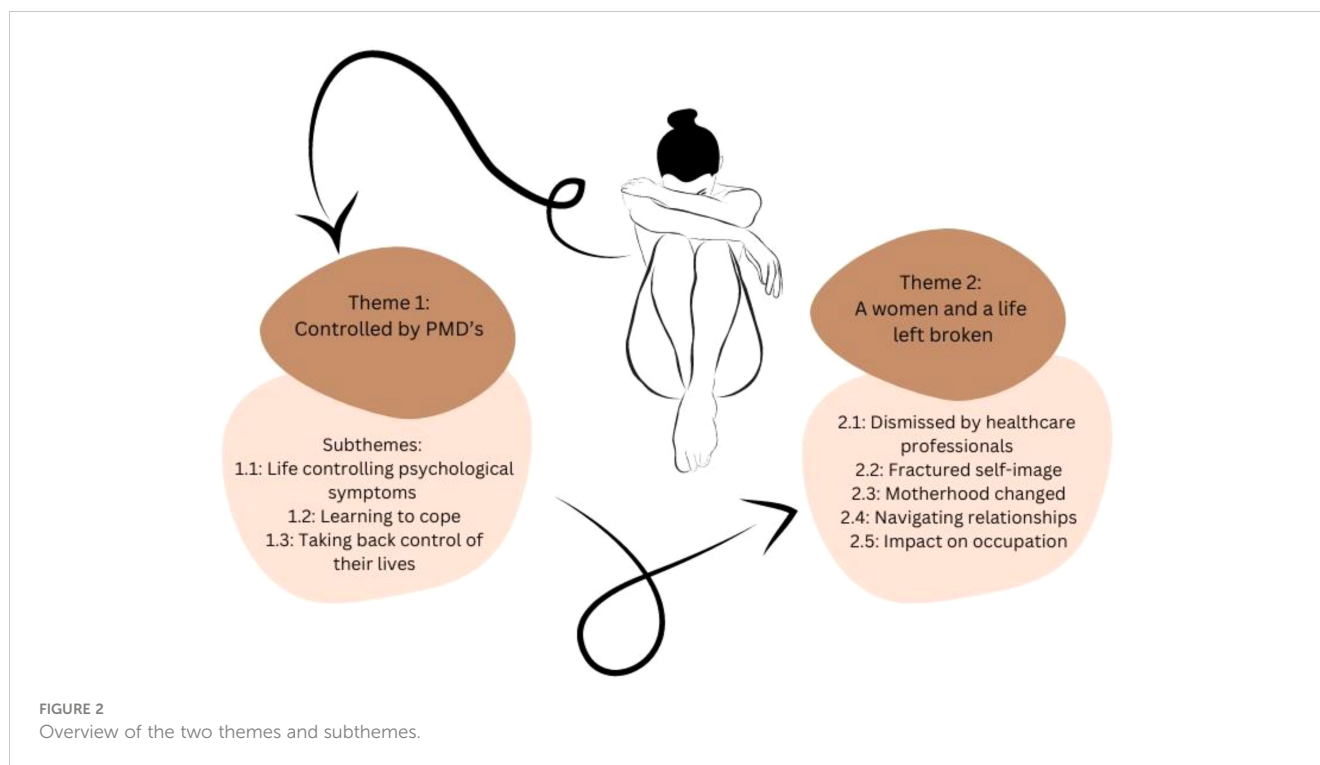 Theme 1:
Controlled by PMD's
Subthemes:
1.1: Life controlling psychological
symptoms
1.2: Learning to cope
1.3: Taking back control of
their lives
Theme 2:
A women and a life
left broken
2.1: Dismissed by healthcare
professionals
2.2: Fractured self-image
2.3: Motherhood changed
2.4: Navigating relationships
2.5: Impact on occupation
FIGURE 2
Overview of the two themes and subthemes.